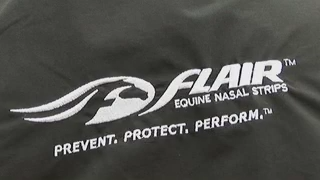 FLAIR™
EQUINE NASAL STRIPS
PREVENT. PROTECT. PERFORM.™